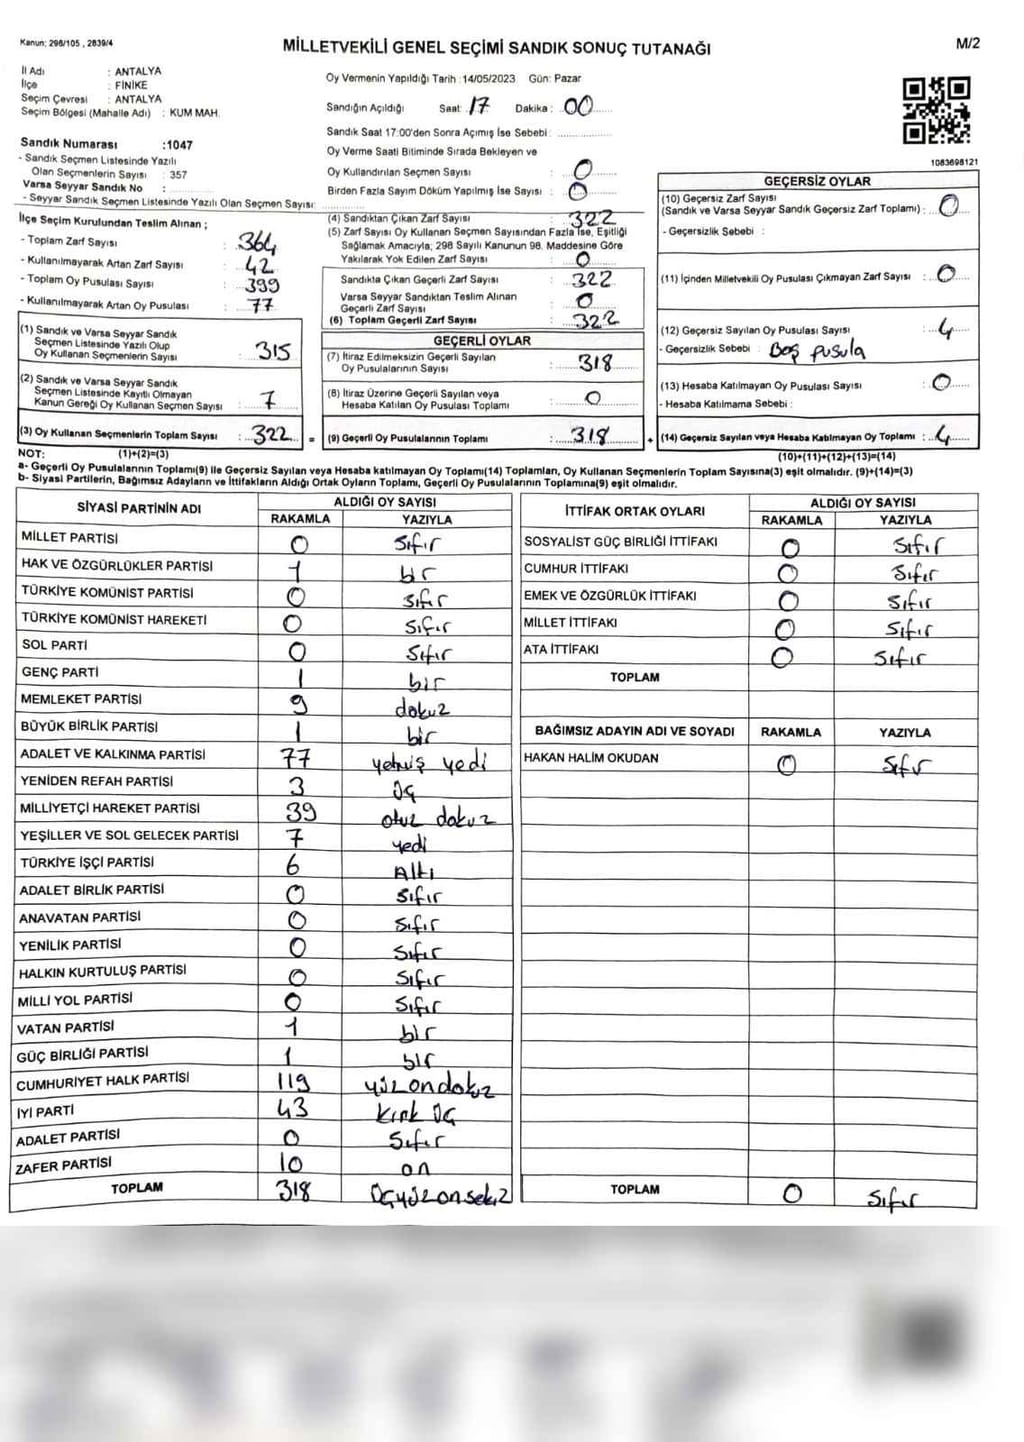 Kanun; 298/105 , 2839/4
MİLLETVEKİLİ GENEL SEÇİMİ SANDIK SONUÇ TUTANAĞI
M/2
İl Adı : ANTALYA
İlçe : FİNİKE
Seçim Çevresi : ANTALYA
Seçim Bölgesi (Mahalle Adı) : KUM MAH.
Sandık Numarası :1047
- Sandık Seçmen Listesinde Yazılı
Olan Seçmenlerin Sayısı : 357
Varsa Seyyar Sandık No :
- Seyyar Sandık Seçmen Listesinde Yazılı Olan Seçmen Sayısı:
Oy Vermenin Yapıldığı Tarih :14/05/2023 Gün: Pazar
Sandığın Açıldığı Saat: 17 Dakika : 00
Sandık Saat 17:00'den Sonra Açımış İse Sebebi :
Oy Verme Saati Bitiminde Sırada Bekleyen ve
Oy Kullandırılan Seçmen Sayısı : 0
Birden Fazla Sayım Döküm Yapılmış İse Sayısı : 0
1083698121
İlçe Seçim Kurulundan Teslim Alınan ;
- Toplam Zarf Sayısı : 364
- Kullanılmayarak Artan Zarf Sayısı : 42
- Toplam Oy Pusulası Sayısı : 399
- Kullanılmayarak Artan Oy Pusulası : 77
(1) Sandık ve Varsa Seyyar Sandık
Seçmen Listesinde Yazılı Olup
Oy Kullanan Seçmenlerin Sayısı : 315
(2) Sandık ve Varsa Seyyar Sandık
Seçmen Listesinde Kayıtlı Olmayan
Kanun Gereği Oy Kullanan Seçmen Sayısı : 7
(3) Oy Kullanan Seçmenlerin Toplam Sayısı : 322 =
(4) Sandıktan Çıkan Zarf Sayısı : 322
(5) Zarf Sayısı Oy Kullanan Seçmen Sayısından Fazla İse, Eşitliği
Sağlamak Amacıyla; 298 Sayılı Kanunun 98. Maddesine Göre
Yakılarak Yok Edilen Zarf Sayısı : 0
Sandıkta Çıkan Geçerli Zarf Sayısı : 322
Varsa Seyyar Sandıktan Teslim Alınan
Geçerli Zarf Sayısı : 0
(6) Toplam Geçerli Zarf Sayısı : 322
GEÇERLİ OYLAR
(7) İtiraz Edilmeksizin Geçerli Sayılan
Oy Pusulalarının Sayısı : 318
(8) İtiraz Üzerine Geçerli Sayılan veya
Hesaba Katılan Oy Pusulası Toplamı : 0
(9) Geçerli Oy Pusulalarının Toplamı : 318 +
GEÇERSİZ OYLAR
(10) Geçersiz Zarf Sayısı
(Sandık ve Varsa Seyyar Sandık Geçersiz Zarf Toplamı) : 0
- Geçersizlik Sebebi :
(11) İçinden Milletvekili Oy Pusulası Çıkmayan Zarf Sayısı : 0
(12) Geçersiz Sayılan Oy Pusulası Sayısı : 4
- Geçersizlik Sebebi : Boş pusula
(13) Hesaba Katılmayan Oy Pusulası Sayısı : 0
- Hesaba Katılmama Sebebi :
(14) Geçersiz Sayılan veya Hesaba Katılmayan Oy Toplamı : 4
NOT: (1)+(2)=(3)
(10)+(11)+(12)+(13)=(14)
a- Geçerli Oy Pusulalarının Toplamı(9) ile Geçersiz Sayılan veya Hesaba katılmayan Oy Toplamı(14) Toplamları, Oy Kullanan Seçmenlerin Toplam Sayısına(3) eşit olmalıdır. (9)+(14)=(3)
b- Siyasi Partilerin, Bağımsız Adayların ve İttifakların Aldığı Ortak Oyların Toplamı, Geçerli Oy Pusulalarının Toplamına(9) eşit olmalıdır.
SİYASİ PARTİNİN ADI ALDIĞI OY SAYISI
RAKAMLA YAZIYLA
MİLLET PARTİSİ 0 Sıfır
HAK VE ÖZGÜRLÜKLER PARTİSİ 1 bir
TÜRKİYE KOMÜNİST PARTİSİ 0 Sıfır
TÜRKİYE KOMÜNİST HAREKETİ 0 Sıfır
SOL PARTİ 0 Sıfır
GENÇ PARTİ 1 bir
MEMLEKET PARTİSİ 9 dokuz
BÜYÜK BİRLİK PARTİSİ 1 bir
ADALET VE KALKINMA PARTİSİ 77 yetmiş yedi
YENİDEN REFAH PARTİSİ 3 üç
MİLLİYETÇİ HAREKET PARTİSİ 39 otuz dokuz
YEŞİLLER VE SOL GELECEK PARTİSİ 7 yedi
TÜRKİYE İŞÇİ PARTİSİ 6 Altı
ADALET BİRLİK PARTİSİ 0 Sıfır
ANAVATAN PARTİSİ 0 Sıfır
YENİLİK PARTİSİ 0 Sıfır
HALKIN KURTULUŞ PARTİSİ 0 Sıfır
MİLLİ YOL PARTİSİ 0 Sıfır
VATAN PARTİSİ 1 bir
GÜÇ BİRLİĞİ PARTİSİ 1 bir
CUMHURİYET HALK PARTİSİ 119 yüz ondokuz
İYİ PARTİ 43 kırk üç
ADALET PARTİSİ 0 Sıfır
ZAFER PARTİSİ 10 on
TOPLAM 318 üçyüz onsekiz
İTTİFAK ORTAK OYLARI ALDIĞI OY SAYISI
RAKAMLA YAZIYLA
SOSYALİST GÜÇ BİRLİĞİ İTTİFAKI 0 Sıfır
CUMHUR İTTİFAKI 0 Sıfır
EMEK VE ÖZGÜRLÜK İTTİFAKI 0 Sıfır
MİLLET İTTİFAKI 0 Sıfır
ATA İTTİFAKI 0 Sıfır
TOPLAM
BAĞIMSIZ ADAYIN ADI VE SOYADI RAKAMLA YAZIYLA
HAKAN HALİM OKUDAN 0 Sıfır
TOPLAM 0 Sıfır